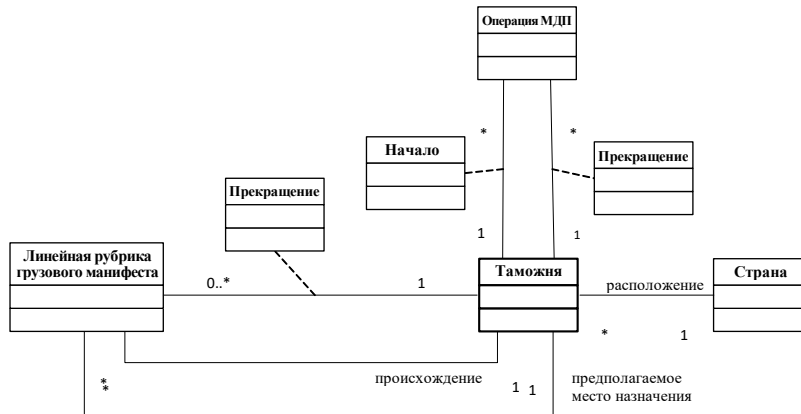 Операция МДП
*
*
Начало
Прекращение
Прекращение
1
1
Линейная рубрика
грузового манифеста
Таможня
Страна
0..*
1
расположение
*
1
*
*
происхождение
1
1
предполагаемое
место назначения